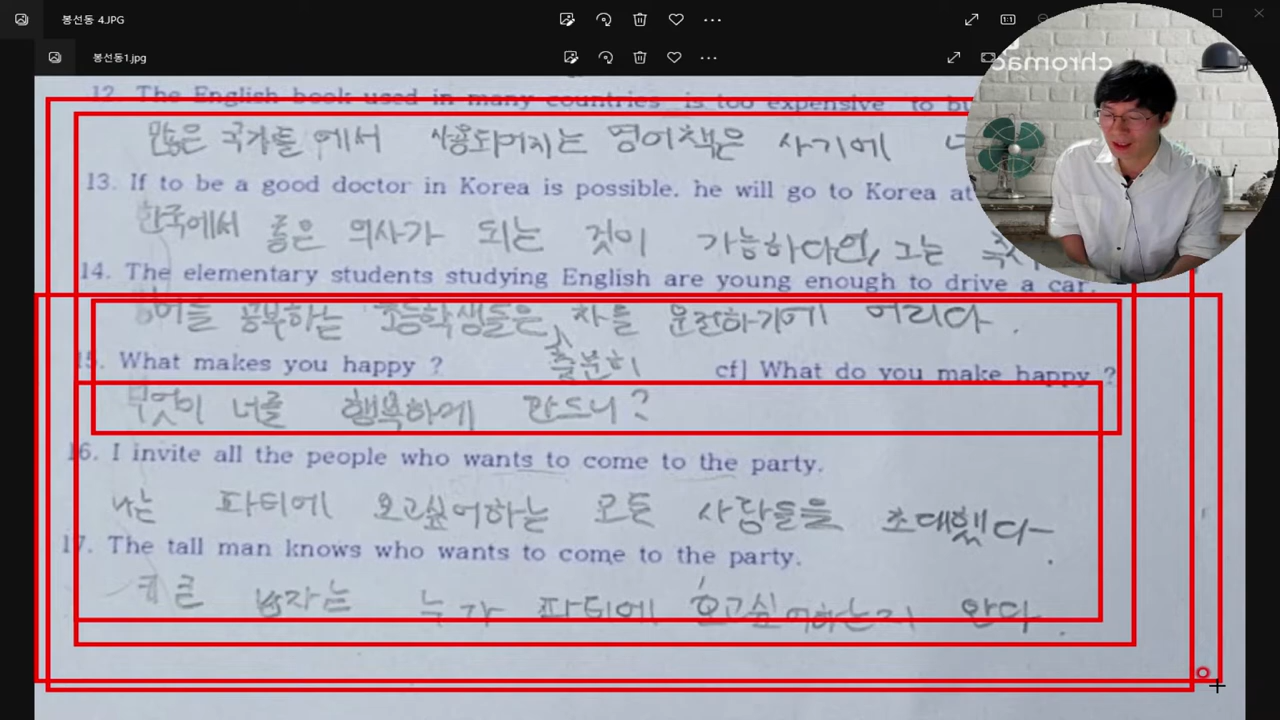 봉선동 4.JPG
봉선동1.jpg
chromac
12. The English book used in many countries is too expensive to bu
많은 국가들에서 사용되어지는 영어책은 사기에 너
13. If to be a good doctor in Korea is possible. he will go to Korea at
한국에서 좋은 의사가 되는 것이 가능하다면, 그는
14. The elementary students studying English are young enough to drive a car.
영어를 공부하는 초등학생들은 차를 운전하기에 어리다.
충분히
15. What makes you happy ? cf] What do you make happy ?
무엇이 너를 행복하게 만드니?
16. I invite all the people who wants to come to the party.
나는 파티에 오고싶어하는 모든 사람들을 초대했다.
17. The tall man knows who wants to come to the party.
키큰 남자는 누가 파티에 오고싶어하는지 안다.